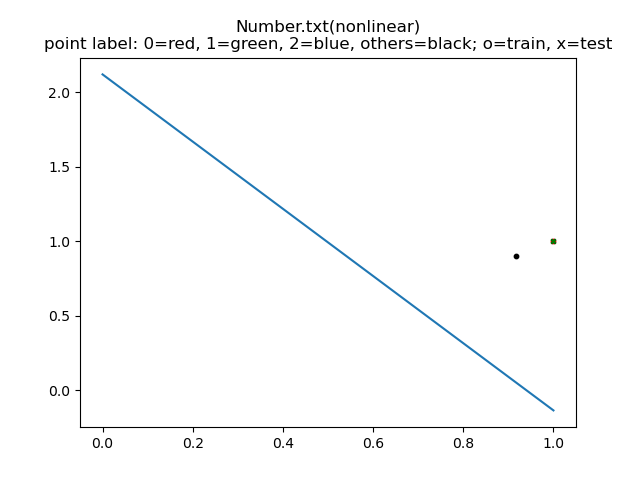 Number.txt(nonlinear)
point label: 0=red, 1=green, 2=blue, others=black; o=train, x=test
2.0
1.5
1.0
0.5
0.0
0.0 0.2 0.4 0.6 0.8 1.0